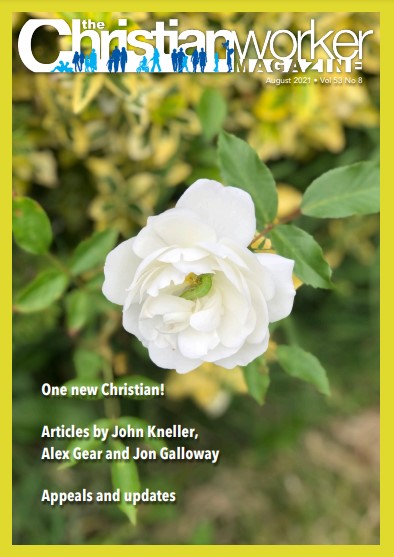 the
Christianworker
MAGAZINE
August 2021 • Vol 53 No 8
One new Christian!
Articles by John Kneller,
Alex Gear and Jon Galloway
Appeals and updates